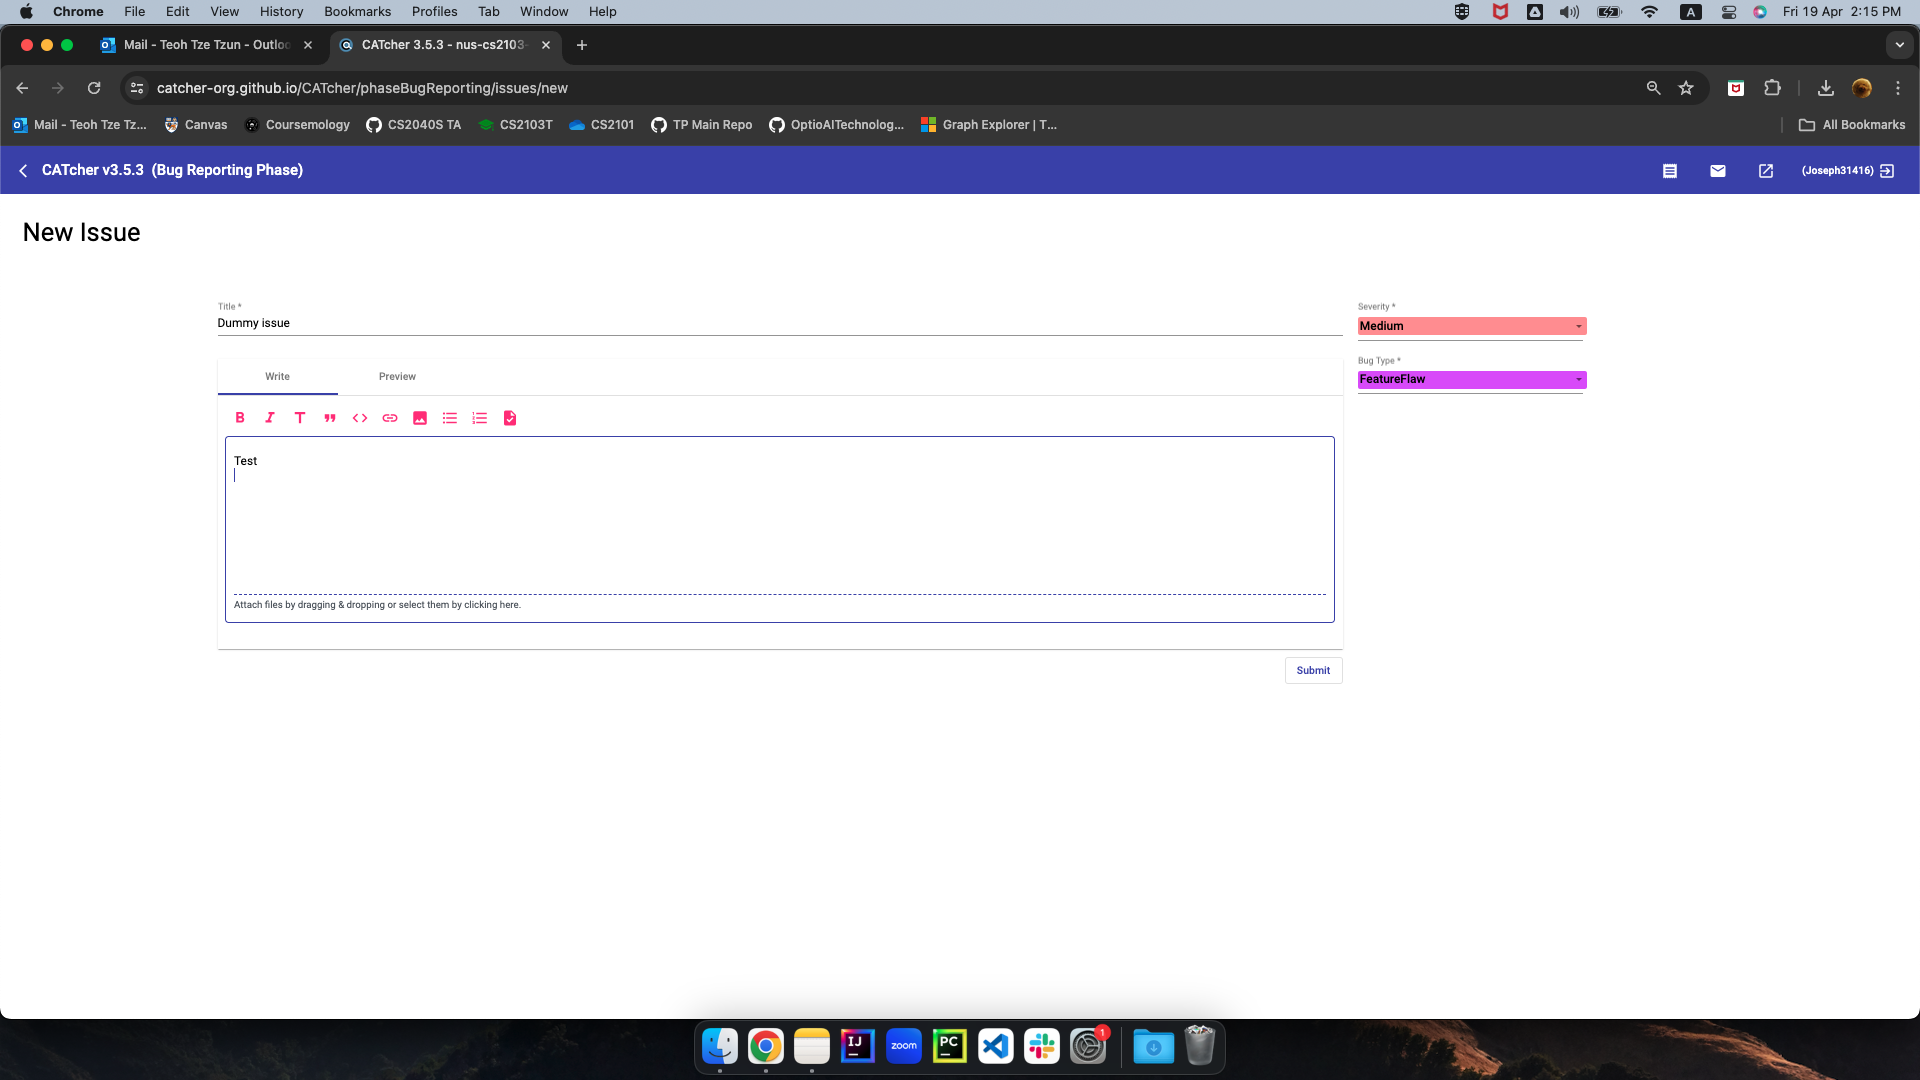 Chrome File Edit View History Bookmarks Profiles Tab Window Help A Fri 19 Apr 2:15 PM
Mail - Teoh Tze Tzun - Outloo CATcher 3.5.3 - nus-cs2103-
catcher-org.github.io/CATcher/phaseBugReporting/issues/new
Mail - Teoh Tze Tz... Canvas Coursemology CS2040S TA CS2103T CS2101 TP Main Repo OptioAITechnolog... Graph Explorer | T... All Bookmarks
CATcher v3.5.3 (Bug Reporting Phase) (Joseph31416)
New Issue
Title * Severity *
Dummy issue Medium
Bug Type *
Write Preview FeatureFlaw
Test
Attach files by dragging & dropping or select them by clicking here.
Submit
IJ zoom PC 1